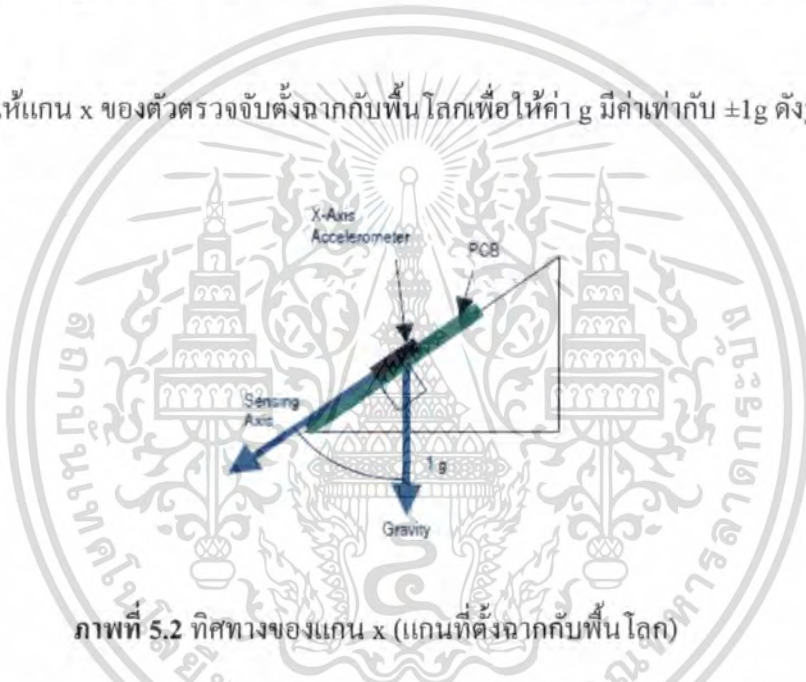 ห้แกน x ของตัวตรวจจับตั้งฉากกับพื้นโลกเพื่อให้ค่า g มีค่าเท่ากับ ±1g ดัง
X-Axis
Accelerometer
PCB
Sensing
Axis
1 g
Gravity
ภาพที่ 5.2 ทิศทางของแกน x (แกนที่ตั้งฉากกับพื้นโลก)